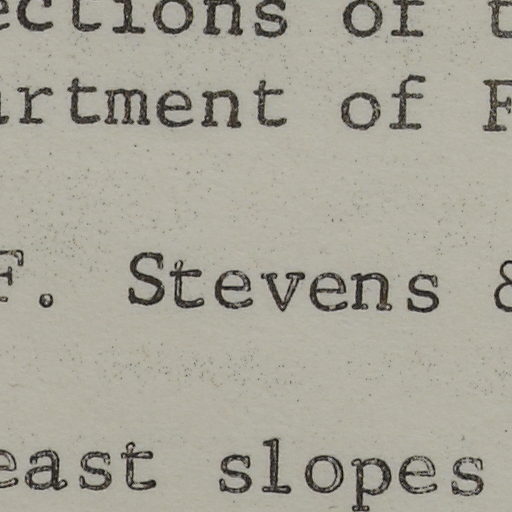 ections of t
artment of F
F. Stevens &
east slopes